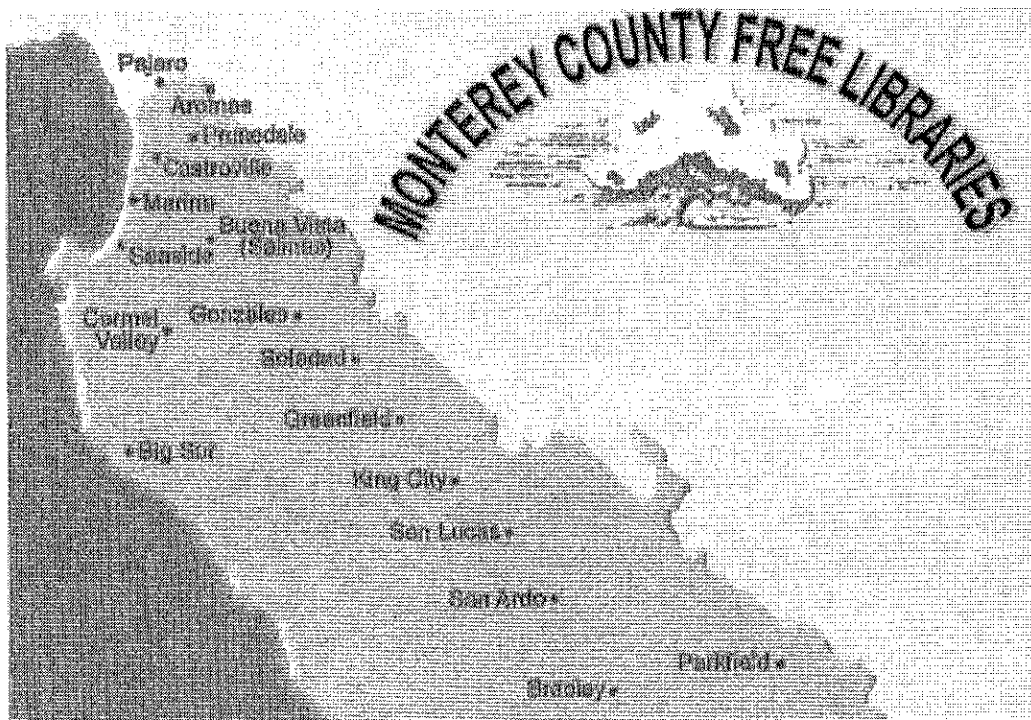 MONTEREY COUNTY FREE LIBRARIES
Pajaro
Aromas
Prunedale
Castroville
Marina
Buena Vista
(Salinas)
Seaside
Carmel
Valley
Gonzales
Soledad
Greenfield
Big Sur
King City
San Lucas
San Ardo
Parkfield
Bradley